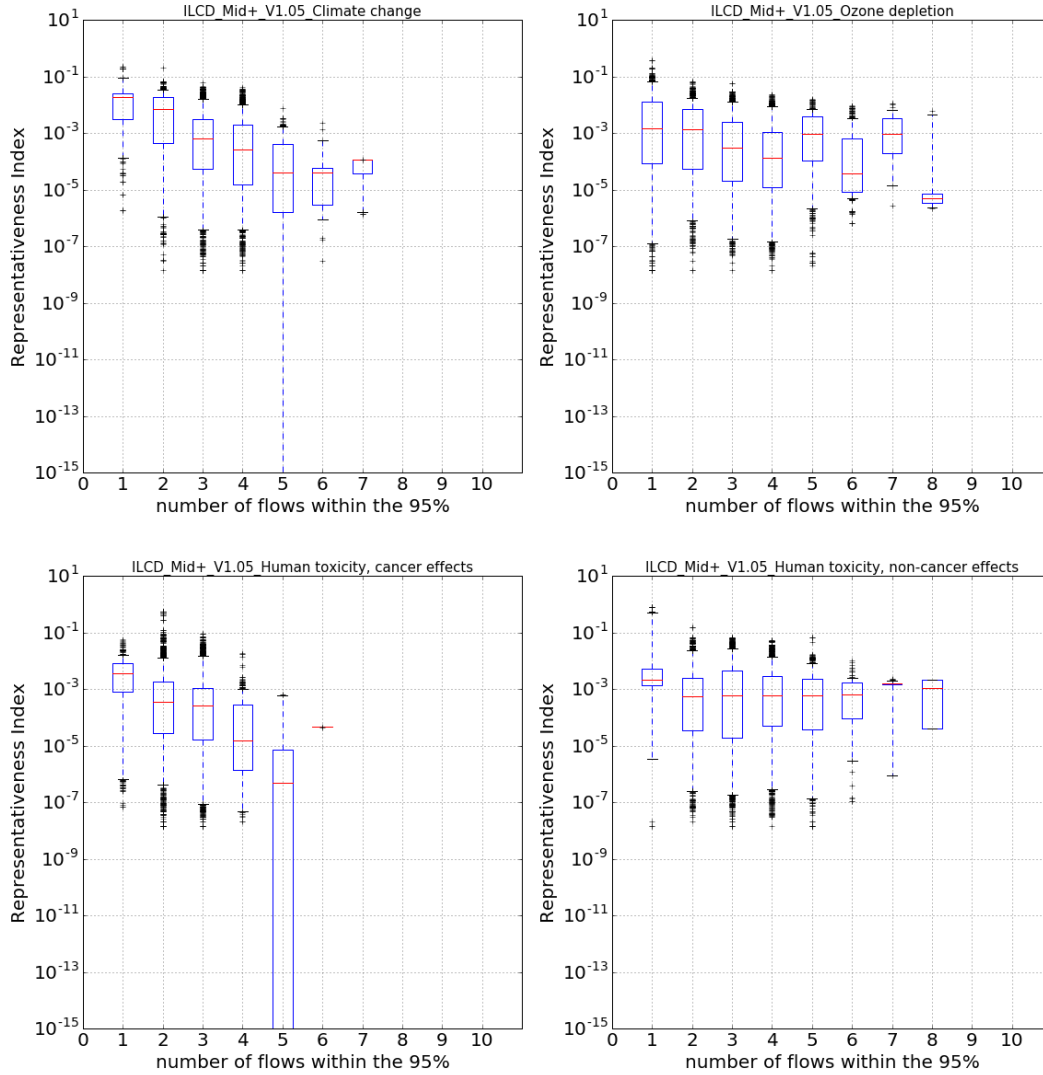 ILCD_Mid+_V1.05_Climate change
Representativeness Index
10^1
10^-1
10^-3
10^-5
10^-7
10^-9
10^-11
10^-13
10^-15
0 1 2 3 4 5 6 7 8 9 10
number of flows within the 95%
ILCD_Mid+_V1.05_Ozone depletion
Representativeness Index
10^1
10^-1
10^-3
10^-5
10^-7
10^-9
10^-11
10^-13
10^-15
0 1 2 3 4 5 6 7 8 9 10
number of flows within the 95%
ILCD_Mid+_V1.05_Human toxicity, cancer effects
Representativeness Index
10^1
10^-1
10^-3
10^-5
10^-7
10^-9
10^-11
10^-13
10^-15
0 1 2 3 4 5 6 7 8 9 10
number of flows within the 95%
ILCD_Mid+_V1.05_Human toxicity, non-cancer effects
Representativeness Index
10^1
10^-1
10^-3
10^-5
10^-7
10^-9
10^-11
10^-13
10^-15
0 1 2 3 4 5 6 7 8 9 10
number of flows within the 95%